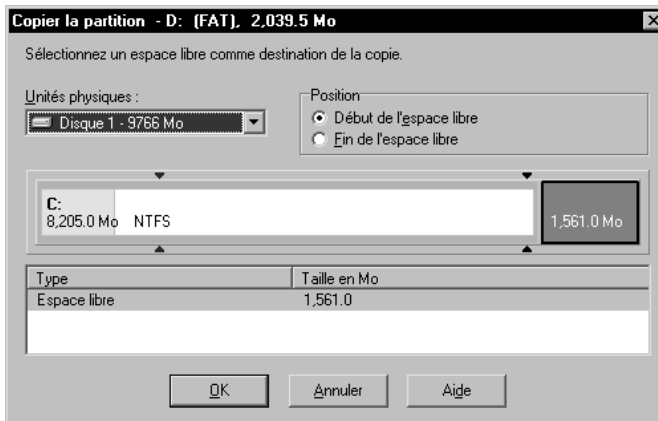 Copier la partition - D: (FAT), 2,039.5 Mo
Sélectionnez un espace libre comme destination de la copie.
Unités physiques :
Disque 1 - 9766 Mo
Position
Début de l'espace libre
Fin de l'espace libre
C:
8,205.0 Mo NTFS
1,561.0 Mo
Type Taille en Mo
Espace libre 1,561.0
OK Annuler Aide